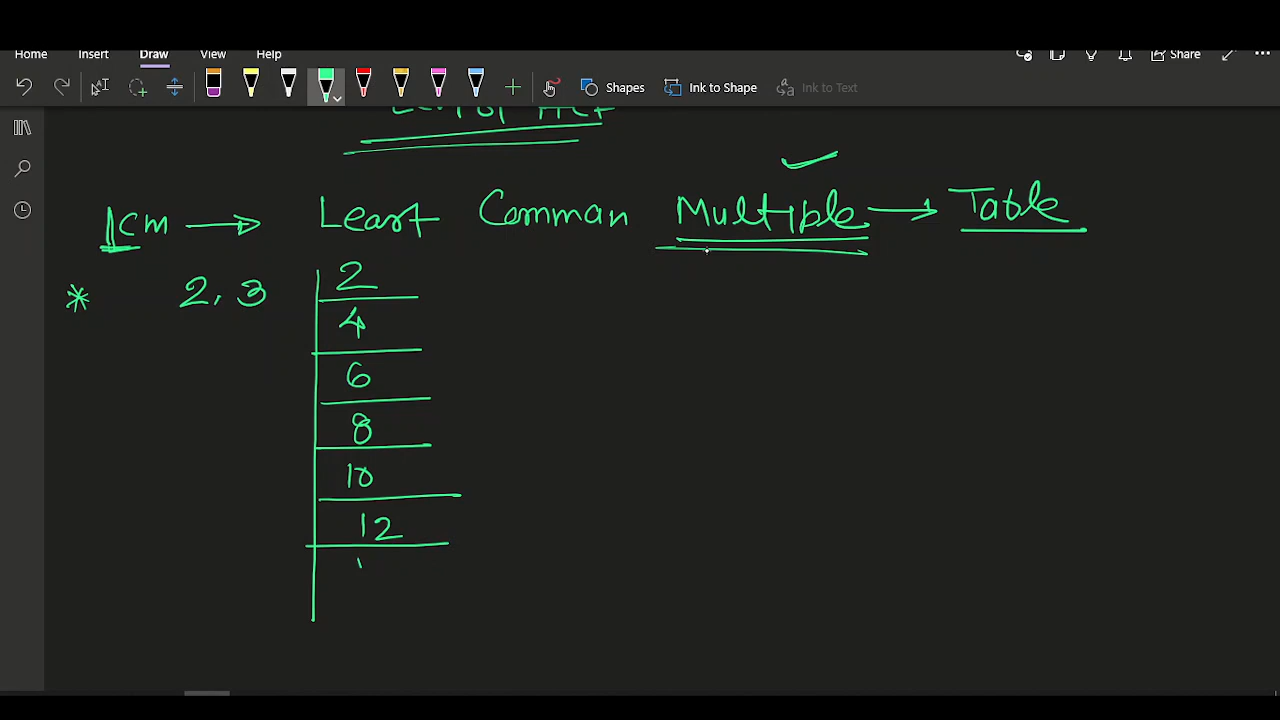 Home Insert Draw View Help Share
Shapes Ink to Shape Ink to Text
lcm → Least Comman Multiple → Table
* 2, 3 2
4
6
8
10
12